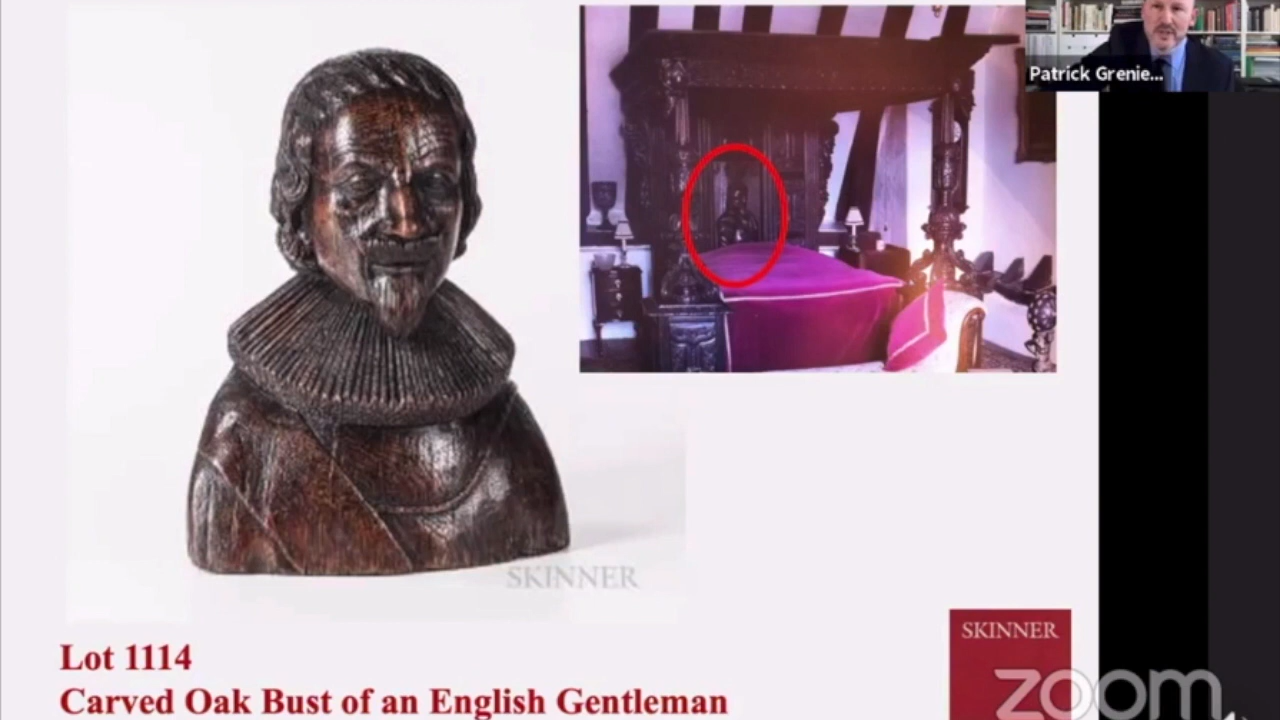 Patrick Grenie...
SKINNER
Lot 1114
Carved Oak Bust of an English Gentleman
SKINNER
zoom